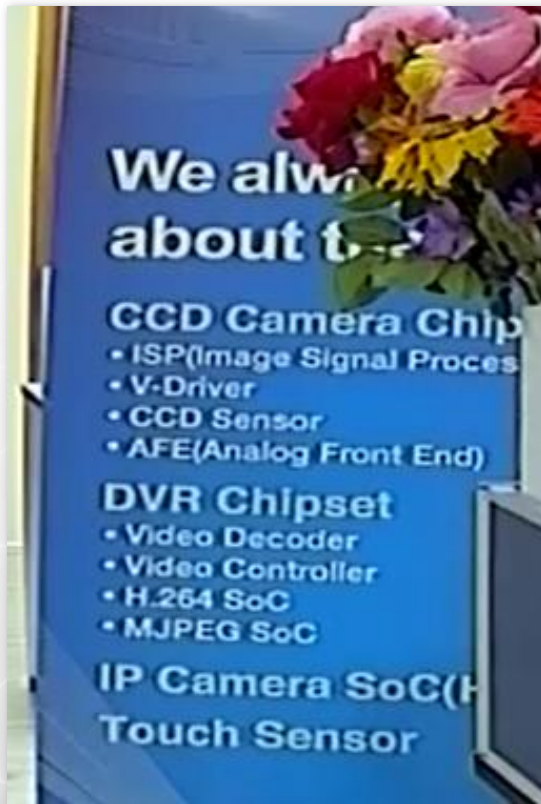 We
about
CCD Camera Chip
• ISP(Image Signal Proces
• V-Driver
• CCD Sensor
• AFE(Analog Front End)
DVR Chipset
• Video Decoder
• Video Controller
• H.264 SoC
• MJPEG SoC
IP Camera SoC(H
Touch Sensor